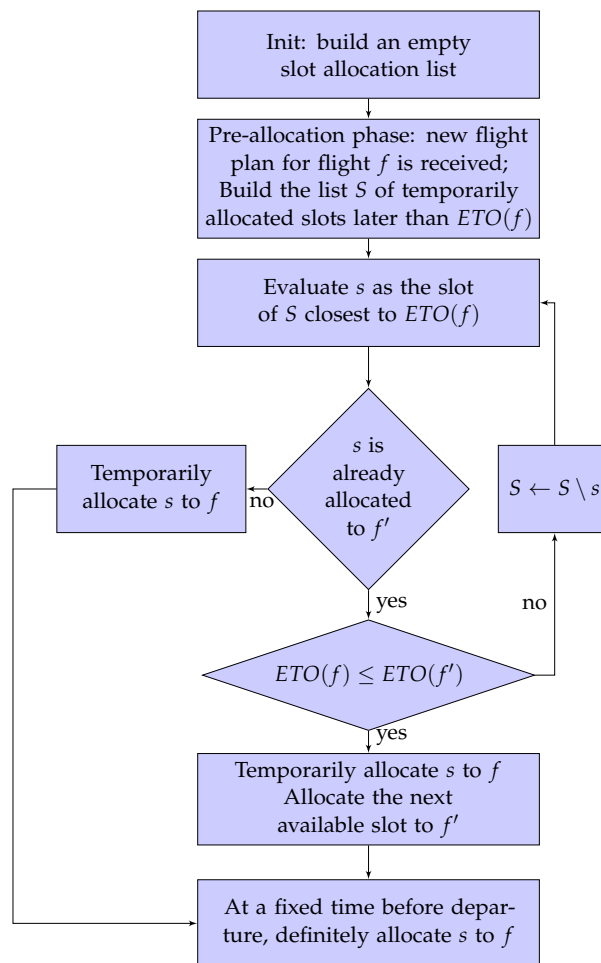 Init: build an empty
slot allocation list
Pre-allocation phase: new flight
plan for flight f is received;
Build the list S of temporarily
allocated slots later than ETO(f)
Evaluate s as the slot
of S closest to ETO(f)
s is
already
allocated
to f′
no
Temporarily
allocate s to f
S ← S \ s
yes
no
ETO(f) ≤ ETO(f′)
yes
Temporarily allocate s to f
Allocate the next
available slot to f′
At a fixed time before depar-
ture, definitely allocate s to f